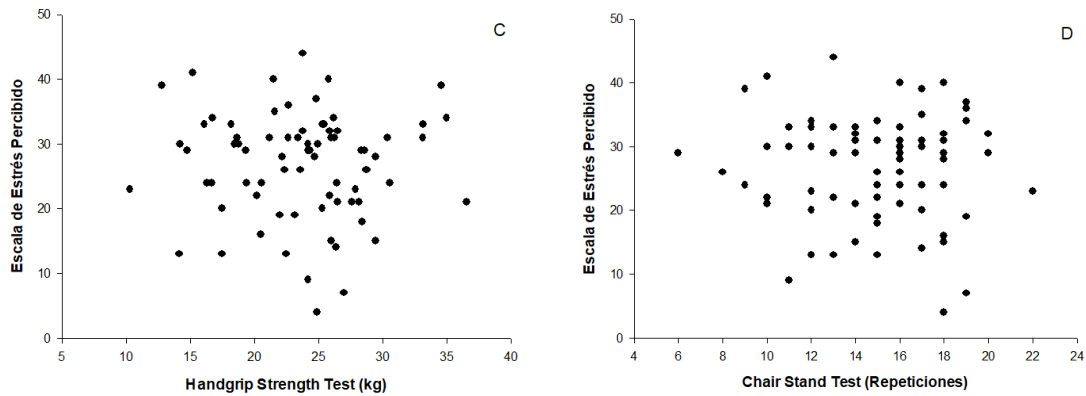 C
Escala de Estrés Percibido
50
40
30
20
10
0
5 10 15 20 25 30 35 40
Handgrip Strength Test (kg)
D
Escala de Estrés Percibido
50
40
30
20
10
0
4 6 8 10 12 14 16 18 20 22 24
Chair Stand Test (Repeticiones)